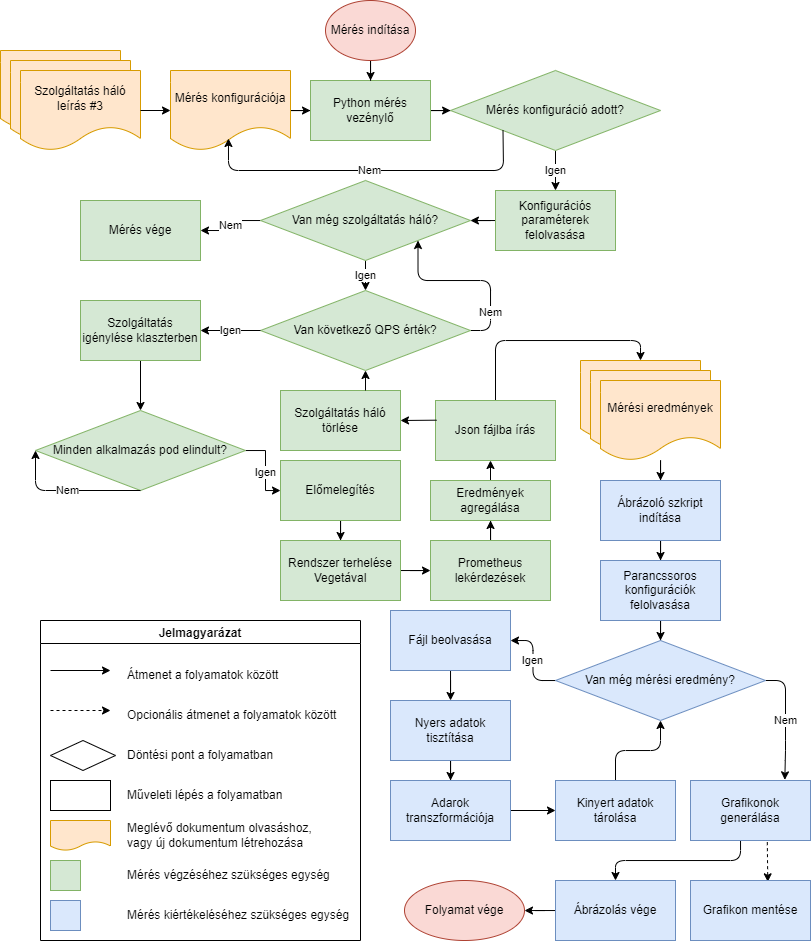 Mérés indítása
Szolgáltatás háló
leírás #3
Mérés konfigurációja
Python mérés
vezénylő
Mérés konfiguráció adott?
Nem
Igen
Konfigurációs
paraméterek
felolvasása
Van még szolgáltatás háló?
Nem
Mérés vége
Igen
Nem
Van következő QPS érték?
Igen
Szolgáltatás
igénylése klaszterben
Szolgáltatás háló
törlése
Json fájlba írás
Mérési eredmények
Minden alkalmazás pod elindult?
Igen
Nem
Előmelegítés
Eredmények
agregálása
Ábrázoló szkript
indítása
Rendszer terhelése
Vegetával
Prometheus
lekérdezések
Parancssoros
konfigurációk
felolvasása
Jelmagyarázat
Átmenet a folyamatok között
Opcionális átmenet a folyamatok között
Döntési pont a folyamatban
Műveleti lépés a folyamatban
Meglévő dokumentum olvasáshoz,
vagy új dokumentum létrehozása
Mérés végzéséhez szükséges egység
Mérés kiértékeléséhez szükséges egység
Fájl beolvasása
Igen
Van még mérési eredmény?
Nem
Nyers adatok
tisztítása
Adarok
transzformációja
Kinyert adatok
tárolása
Grafikonok
generálása
Folyamat vége
Ábrázolás vége
Grafikon mentése